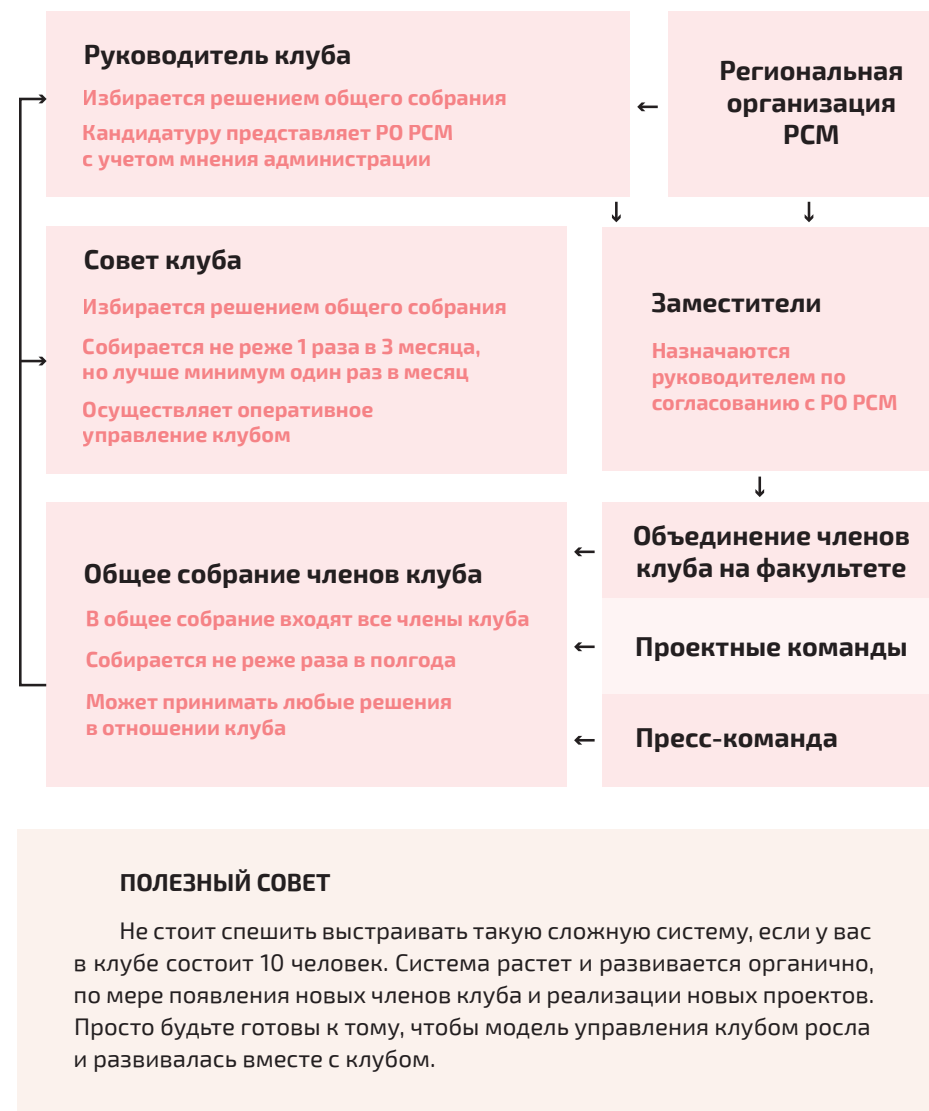 Руководитель клуба
Избирается решением общего собрания
Кандидатуру представляет РО РСМ
с учетом мнения администрации
Региональная
организация
РСМ
Совет клуба
Избирается решением общего собрания
Собирается не реже 1 раза в 3 месяца,
но лучше минимум один раз в месяц
Осуществляет оперативное
управление клубом
Заместители
Назначаются
руководителем по
согласованию с РО РСМ
Общее собрание членов клуба
В общее собрание входят все члены клуба
Собирается не реже раза в полгода
Может принимать любые решения
в отношении клуба
Объединение членов
клуба на факультете
Проектные команды
Пресс-команда
ПОЛЕЗНЫЙ СОВЕТ
Не стоит спешить выстраивать такую сложную систему, если у вас
в клубе состоит 10 человек. Система растет и развивается органично,
по мере появления новых членов клуба и реализации новых проектов.
Просто будьте готовы к тому, чтобы модель управления клубом росла
и развивалась вместе с клубом.